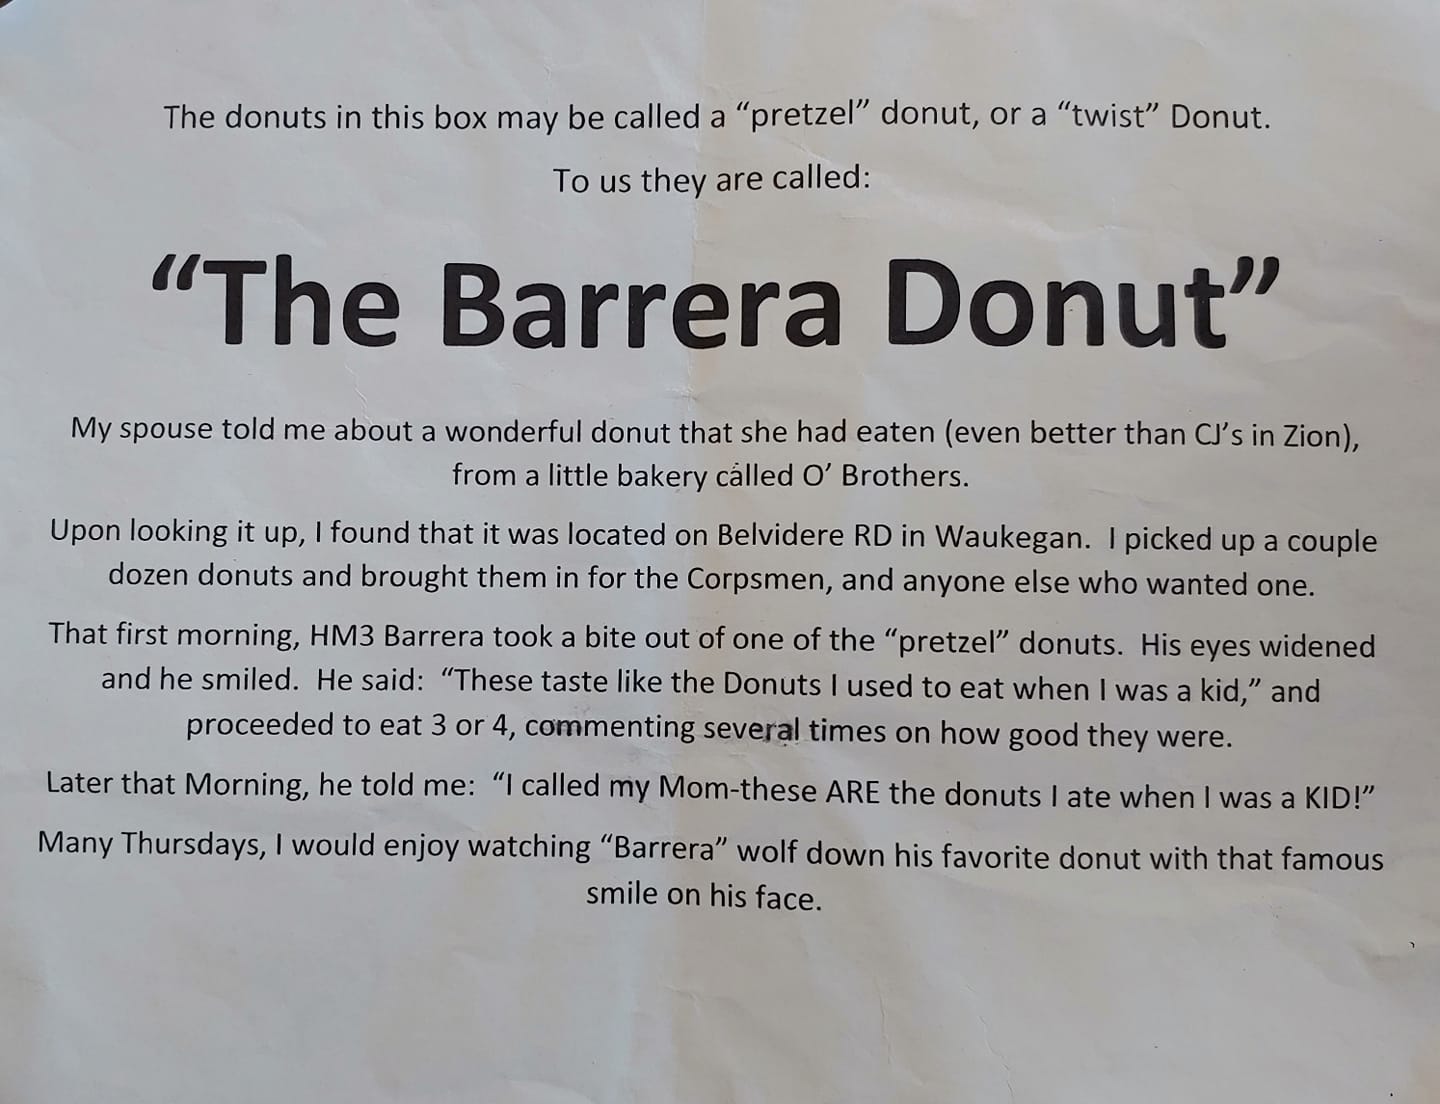 The donuts in this box may be called a “pretzel” donut, or a “twist” Donut.
To us they are called:
“The Barrera Donut”
My spouse told me about a wonderful donut that she had eaten (even better than CJ’s in Zion),
from a little bakery called O’ Brothers.
Upon looking it up, I found that it was located on Belvidere RD in Waukegan.  I picked up a couple
dozen donuts and brought them in for the Corpsmen, and anyone else who wanted one.
That first morning, HM3 Barrera took a bite out of one of the “pretzel” donuts.  His eyes widened
and he smiled.  He said:  “These taste like the Donuts I used to eat when I was a kid,” and
proceeded to eat 3 or 4, commenting several times on how good they were.
Later that Morning, he told me:  “I called my Mom-these ARE the donuts I ate when I was a KID!”
Many Thursdays, I would enjoy watching “Barrera” wolf down his favorite donut with that famous
smile on his face.